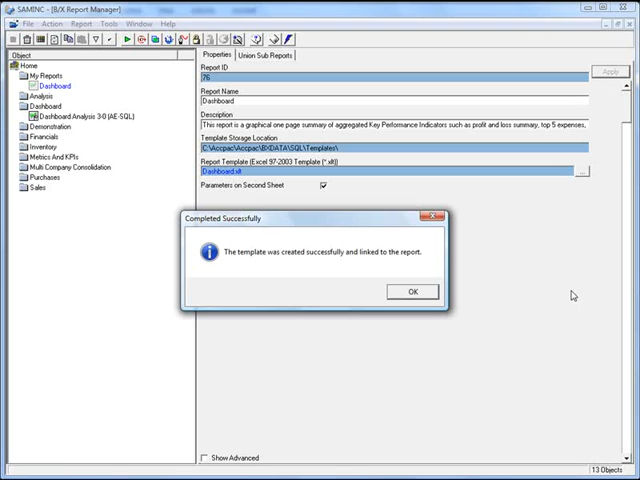 SAMINC - [B/X Report Manager]
File Action Report Tools Window Help
Object
Home
My Reports
Dashboard
Analysis
Dashboard
Dashboard Analysis 3-0 (AE-SQL)
Demonstration
Financials
Inventory
Metrics And KPIs
Multi Company Consolidation
Purchases
Sales
Properties Union Sub Reports
Report ID
76
Apply
Report Name
Dashboard
Description
This report is a graphical one page summary of aggregated Key Performance Indicators such as profit and loss summary, top 5 expenses,
Template Storage Location
C:\Accpac\Accpac\BXDATA\SQL\Templates\
Report Template (Excel 97-2003 Template (*.xlt))
Dashboard.xlt
...
Parameters on Second Sheet
Completed Successfully
The template was created successfully and linked to the report.
OK
Show Advanced
13 Objects